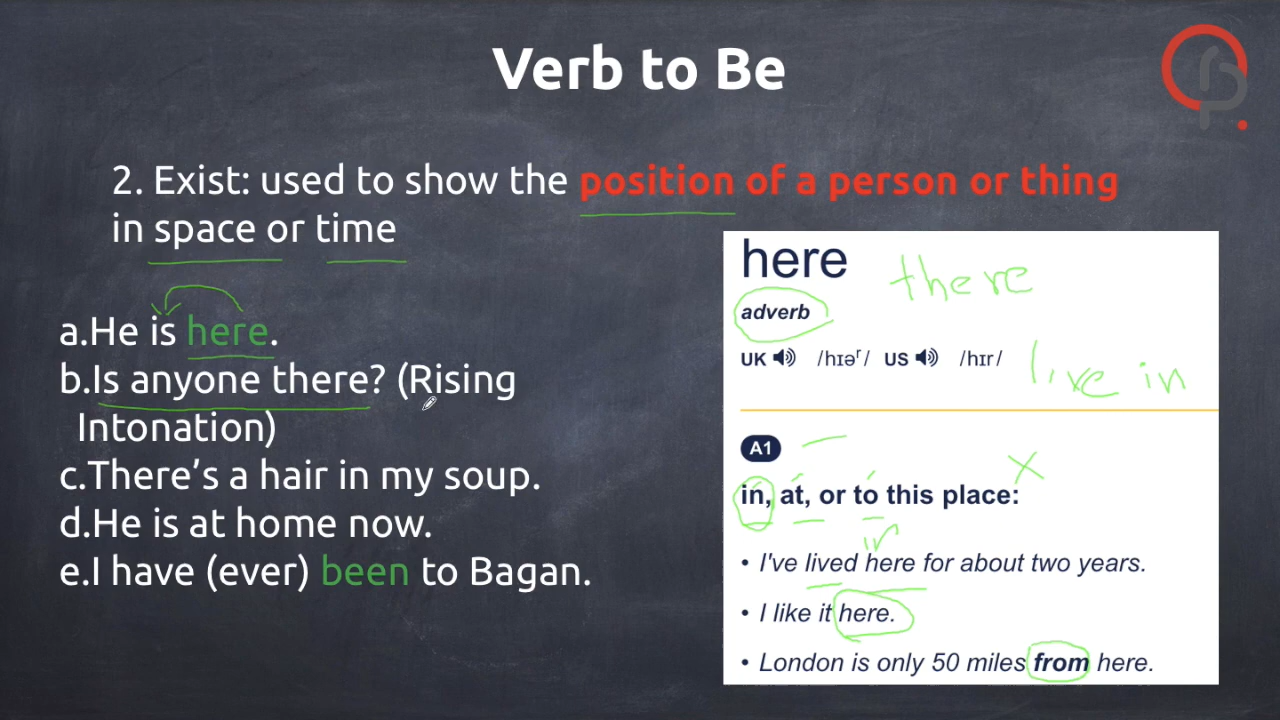 Verb to Be
2. Exist: used to show the position of a person or thing
in space or time
a.He is here.
b.Is anyone there? (Rising
Intonation)
c.There’s a hair in my soup.
d.He is at home now.
e.I have (ever) been to Bagan.
here
there
adverb
UK /hɪəʳ/ US /hɪr/
live in
A1
in, at, or to this place:
in
• I've lived here for about two years.
• I like it here.
• London is only 50 miles from here.